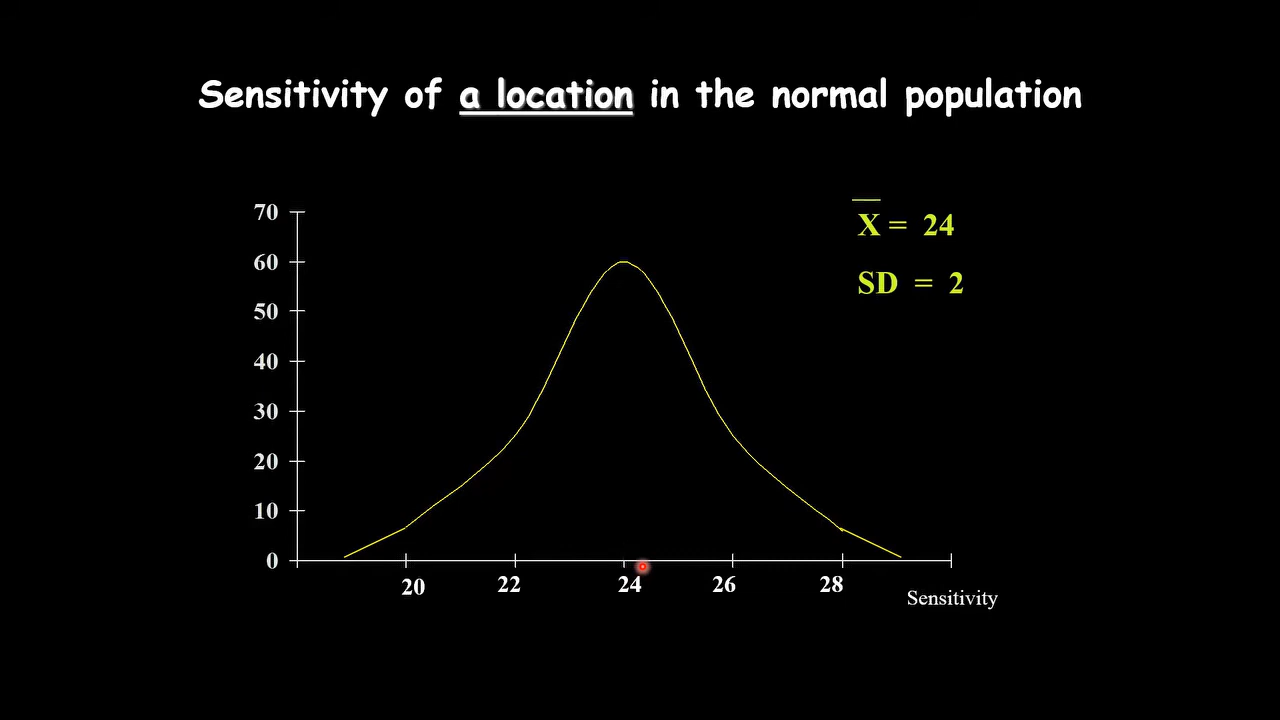 Sensitivity of a location in the normal population
X = 24
SD = 2
70
60
50
40
30
20
10
0
20 22 24 26 28
Sensitivity